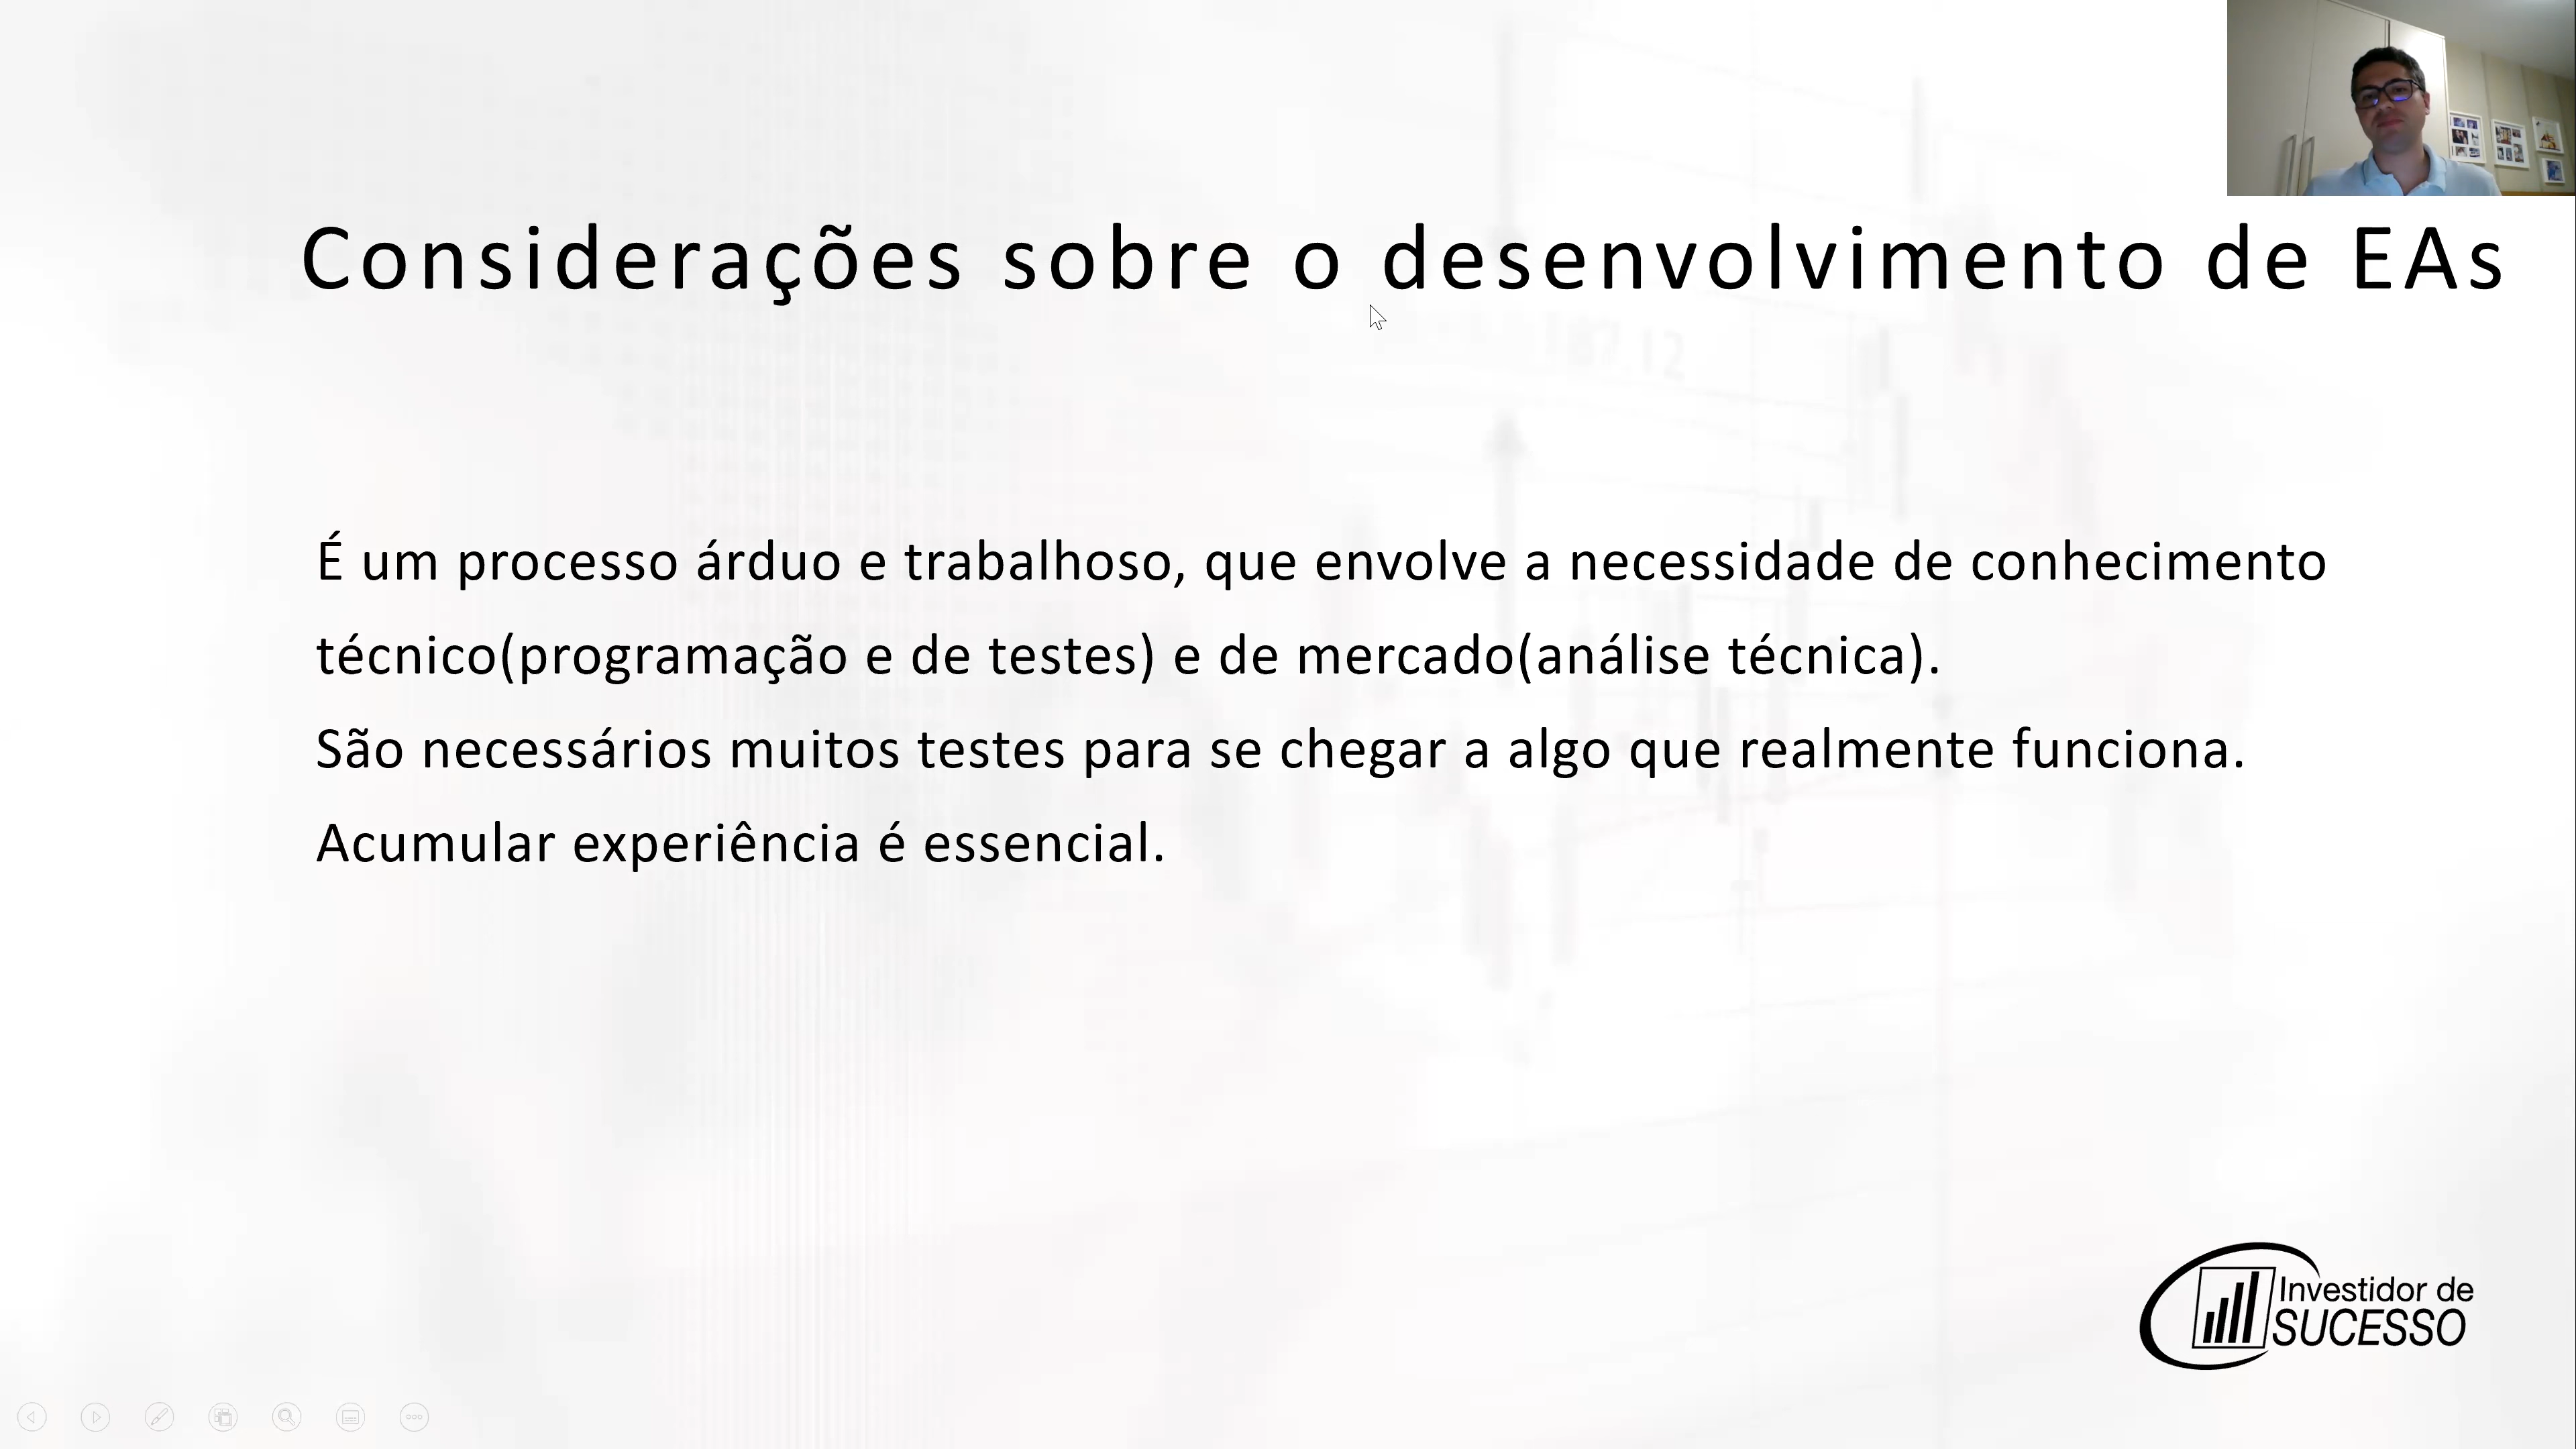 Considerações sobre o desenvolvimento de EAs
187.12
É um processo árduo e trabalhoso, que envolve a necessidade de conhecimento
técnico(programação e de testes) e de mercado(análise técnica).
São necessários muitos testes para se chegar a algo que realmente funciona.
Acumular experiência é essencial.
Investidor de
SUCESSO